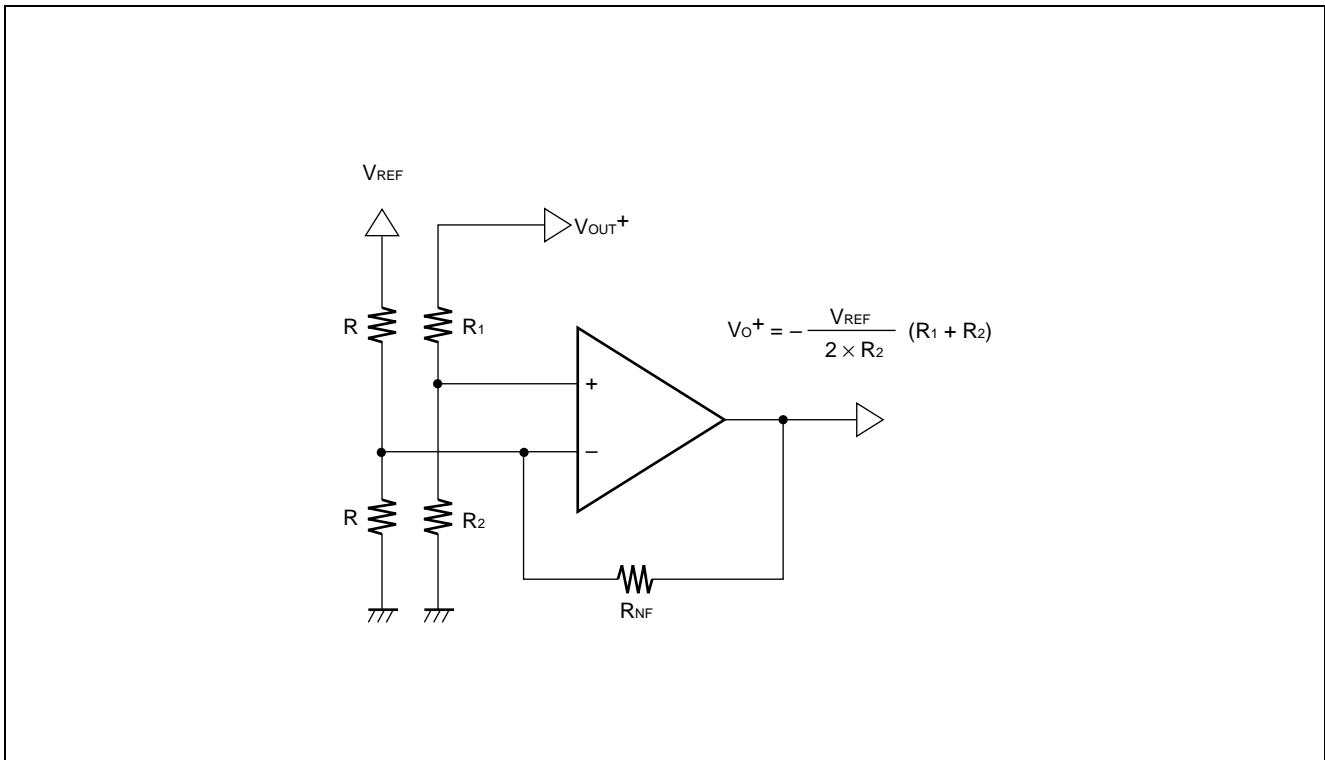 VREF
VOUT+
R
R1
VO+ = – VREF / 2 × R2 (R1 + R2)
+
–
R
R2
RNF